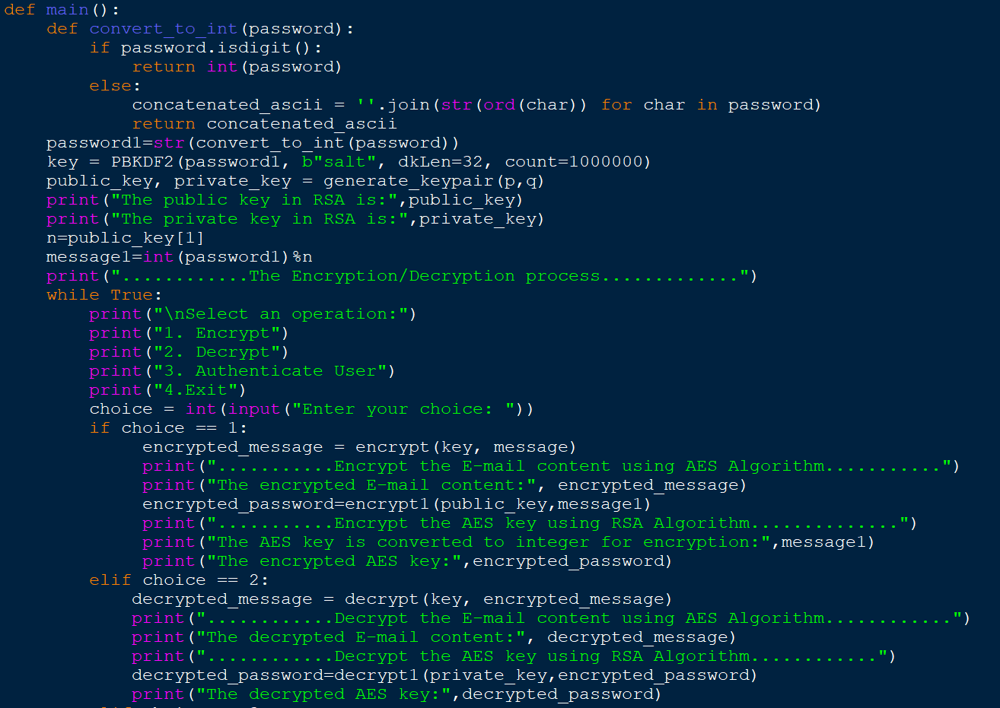 def main():
    def convert_to_int(password):
        if password.isdigit():
            return int(password)
        else:
            concatenated_ascii = ''.join(str(ord(char)) for char in password)
            return concatenated_ascii
    password1=str(convert_to_int(password))
    key = PBKDF2(password1, b"salt", dkLen=32, count=1000000)
    public_key, private_key = generate_keypair(p,q)
    print("The public key in RSA is:",public_key)
    print("The private key in RSA is:",private_key)
    n=public_key[1]
    message1=int(password1)%n
    print("............The Encryption/Decryption process.............")
    while True:
        print("\nSelect an operation:")
        print("1. Encrypt")
        print("2. Decrypt")
        print("3. Authenticate User")
        print("4.Exit")
        choice = int(input("Enter your choice: "))
        if choice == 1:
             encrypted_message = encrypt(key, message)
             print("...........Encrypt the E-mail content using AES Algorithm...........")
             print("The encrypted E-mail content:", encrypted_message)
             encrypted_password=encrypt1(public_key,message1)
             print("...........Encrypt the AES key using RSA Algorithm..............")
             print("The AES key is converted to integer for encryption:",message1)
             print("The encrypted AES key:",encrypted_password)
        elif choice == 2:
            decrypted_message = decrypt(key, encrypted_message)
            print("............Decrypt the E-mail content using AES Algorithm............")
            print("The decrypted E-mail content:", decrypted_message)
            print("............Decrypt the AES key using RSA Algorithm............")
            decrypted_password=decrypt1(private_key,encrypted_password)
            print("The decrypted AES key:",decrypted_password)